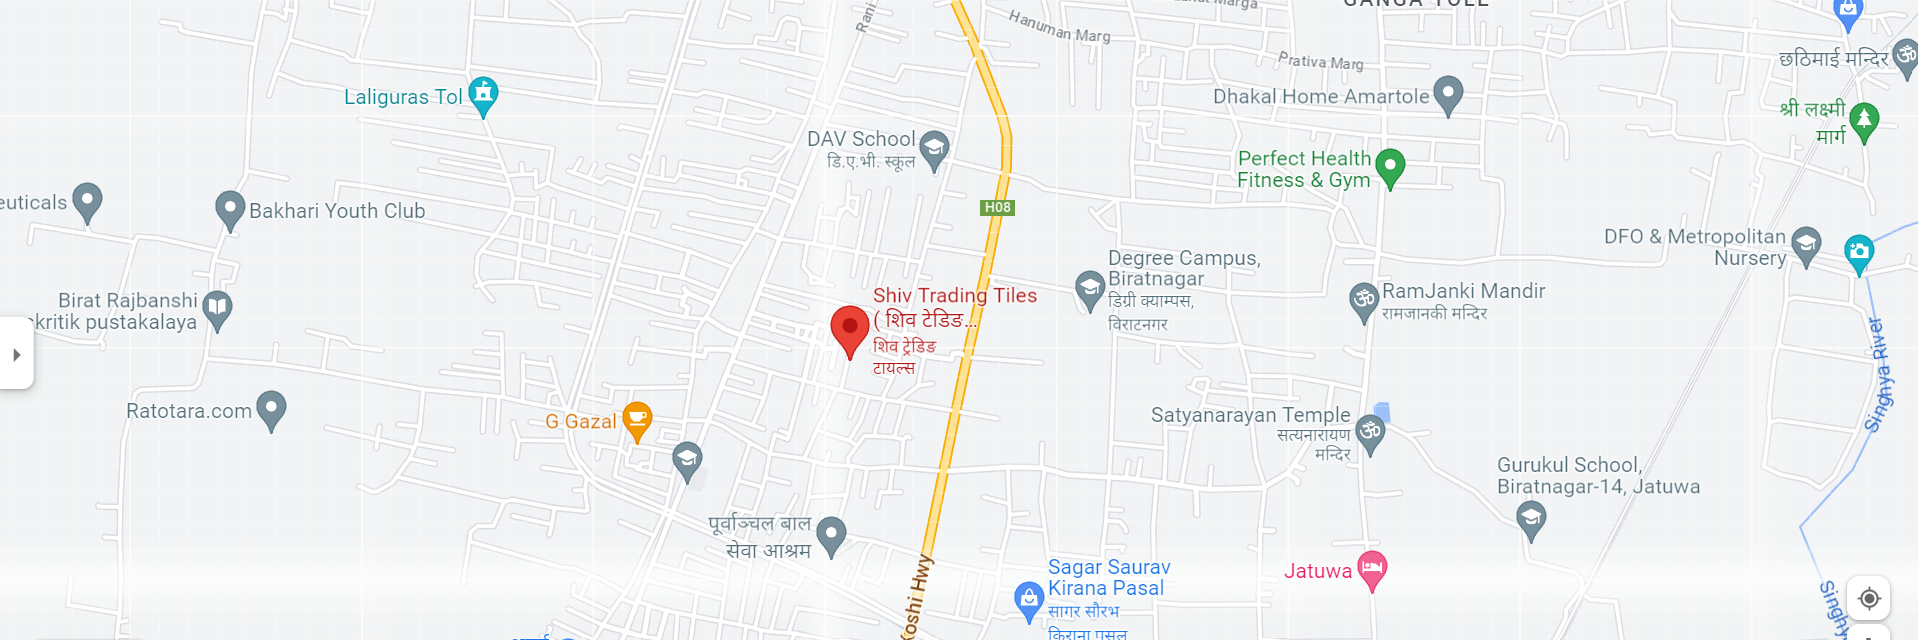 GANGA TOLL
Rani
Hanuman Marg
Marga
Prativa Marg
छठिमाई मन्दिर
Laliguras Tol
Dhakal Home Amartole
श्री लक्ष्मी
मार्ग
DAV School
डि.ए.भी. स्कूल
Perfect Health
Fitness & Gym
euticals
Bakhari Youth Club
H08
DFO & Metropolitan
Nursery
Degree Campus,
Biratnagar
डिग्री क्याम्पस,
विराटनगर
Birat Rajbanshi
kritik pustakalaya
Shiv Trading Tiles
( शिव टेडिङ...
शिव ट्रेडिङ
टायल्स
RamJanki Mandir
रामजानकी मन्दिर
Singhya River
Ratotara.com
G Gazal
Satyanarayan Temple
सत्यनारायण
मन्दिर
Gurukul School,
Biratnagar-14, Jatuwa
पूर्वाञ्चल बाल
सेवा आश्रम
Koshi Hwy
Sagar Saurav
Kirana Pasal
सागर सौरभ
किराना पसल
Jatuwa
Singhy